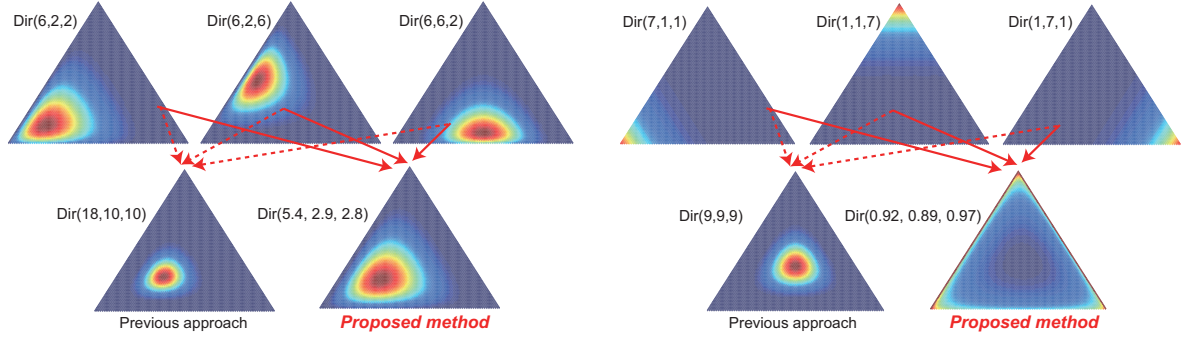 Dir(6,2,2)
Dir(6,2,6)
Dir(6,6,2)
Dir(18,10,10)
Dir(5.4, 2.9, 2.8)
Previous approach
Proposed method
Dir(7,1,1)
Dir(1,1,7)
Dir(1,7,1)
Dir(9,9,9)
Dir(0.92, 0.89, 0.97)
Previous approach
Proposed method